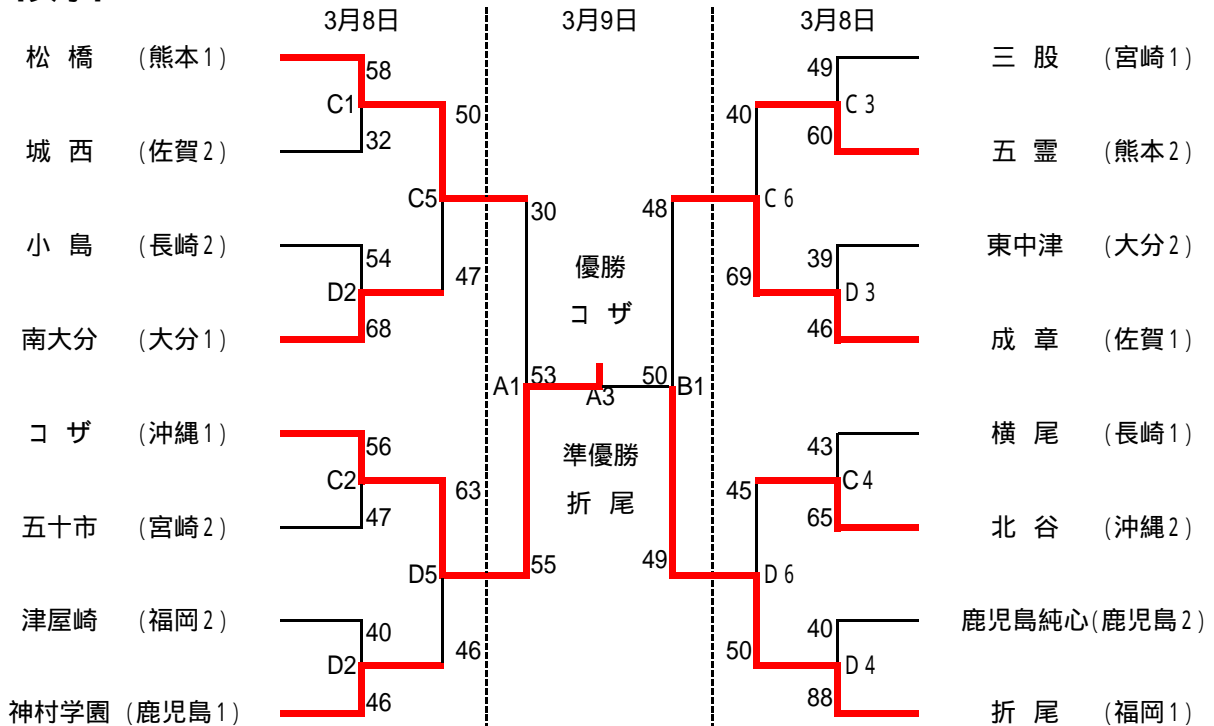 3月8日 3月9日 3月8日
松 橋 (熊本1) 58 49 三 股 (宮崎1)
C1 50 40 C3
城 西 (佐賀2) 32 60 五 霊 (熊本2)
C5 30 48 C6
小 島 (長崎2) 54 47 優勝 69 39 東中津 (大分2)
D2 コ ザ D3
南大分 (大分1) 68 46 成 章 (佐賀1)
A1 53 A3 50 B1
コ ザ (沖縄1) 56 43 横 尾 (長崎1)
C2 63 準優勝 45 C4
五十市 (宮崎2) 47 折 尾 65 北 谷 (沖縄2)
D5 55 49 D6
津屋崎 (福岡2) 40 46 50 40 鹿児島純心(鹿児島2)
D2 D4
神村学園 (鹿児島1) 46 88 折 尾 (福岡1)